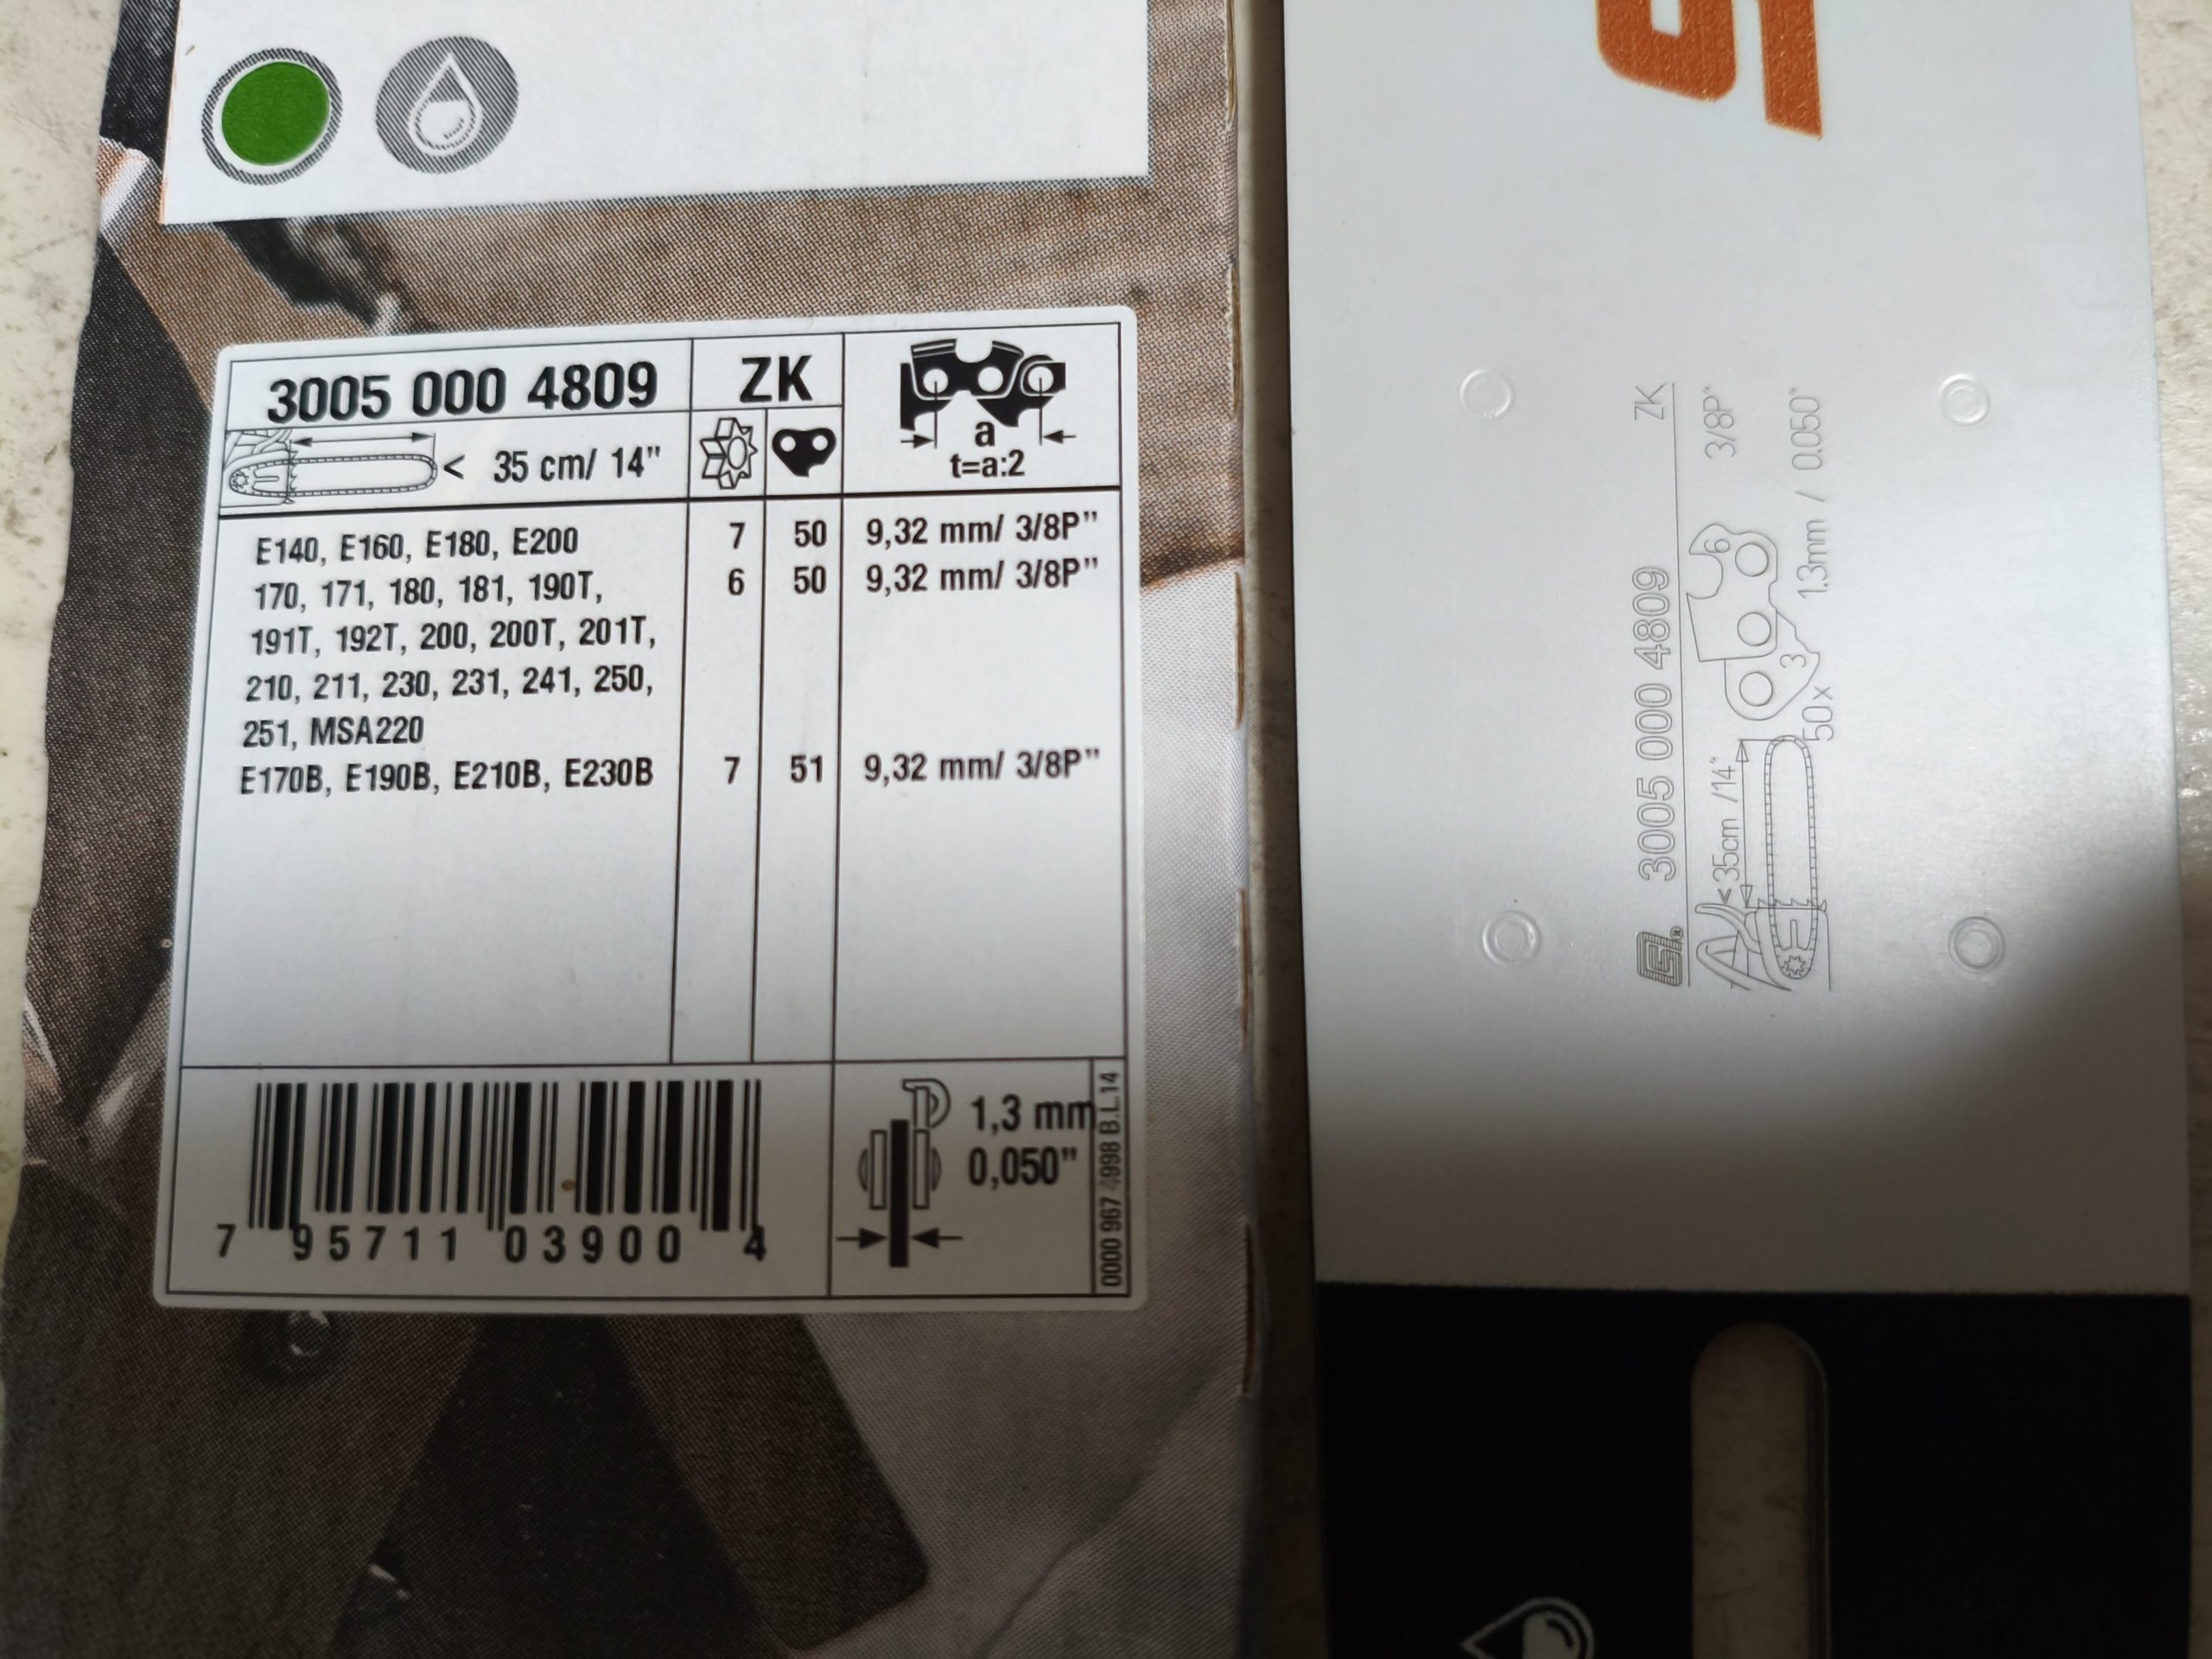 3005 000 4809
ZK
< 35 cm/ 14"
a
t=a:2
E140, E160, E180, E200 7 50 9,32 mm/ 3/8P"
170, 171, 180, 181, 190T, 6 50 9,32 mm/ 3/8P"
191T, 192T, 200, 200T, 201T,
210, 211, 230, 231, 241, 250,
251, MSA220
E170B, E190B, E210B, E230B 7 51 9,32 mm/ 3/8P"
7 95711 03900 4
1,3 mm
0,050"
0000 967 4998 B.L.14
3005 000 4809 ZK
<35cm /14"
3/8P"
6
3
50x
1.3mm / 0.050"